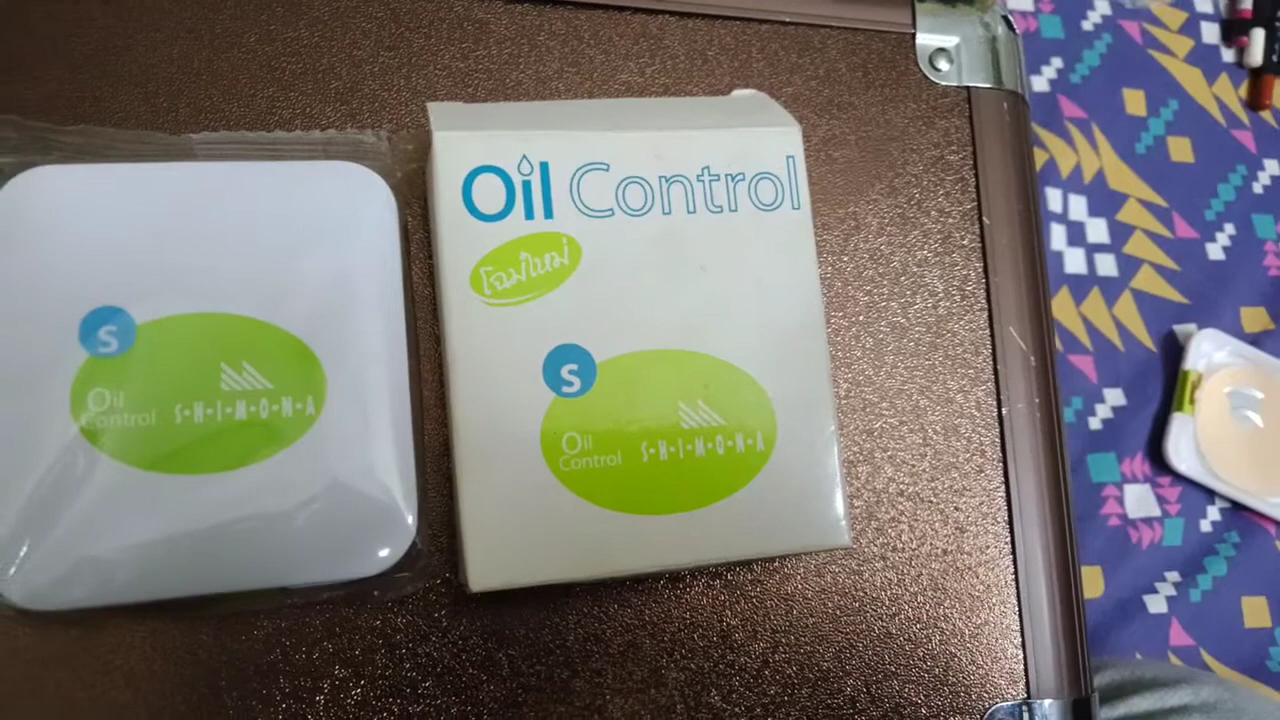 S
Oil
Control
S·H·I·M·O·N·A
Oil Control
โฉมใหม่
S
Oil
Control
S·H·I·M·O·N·A